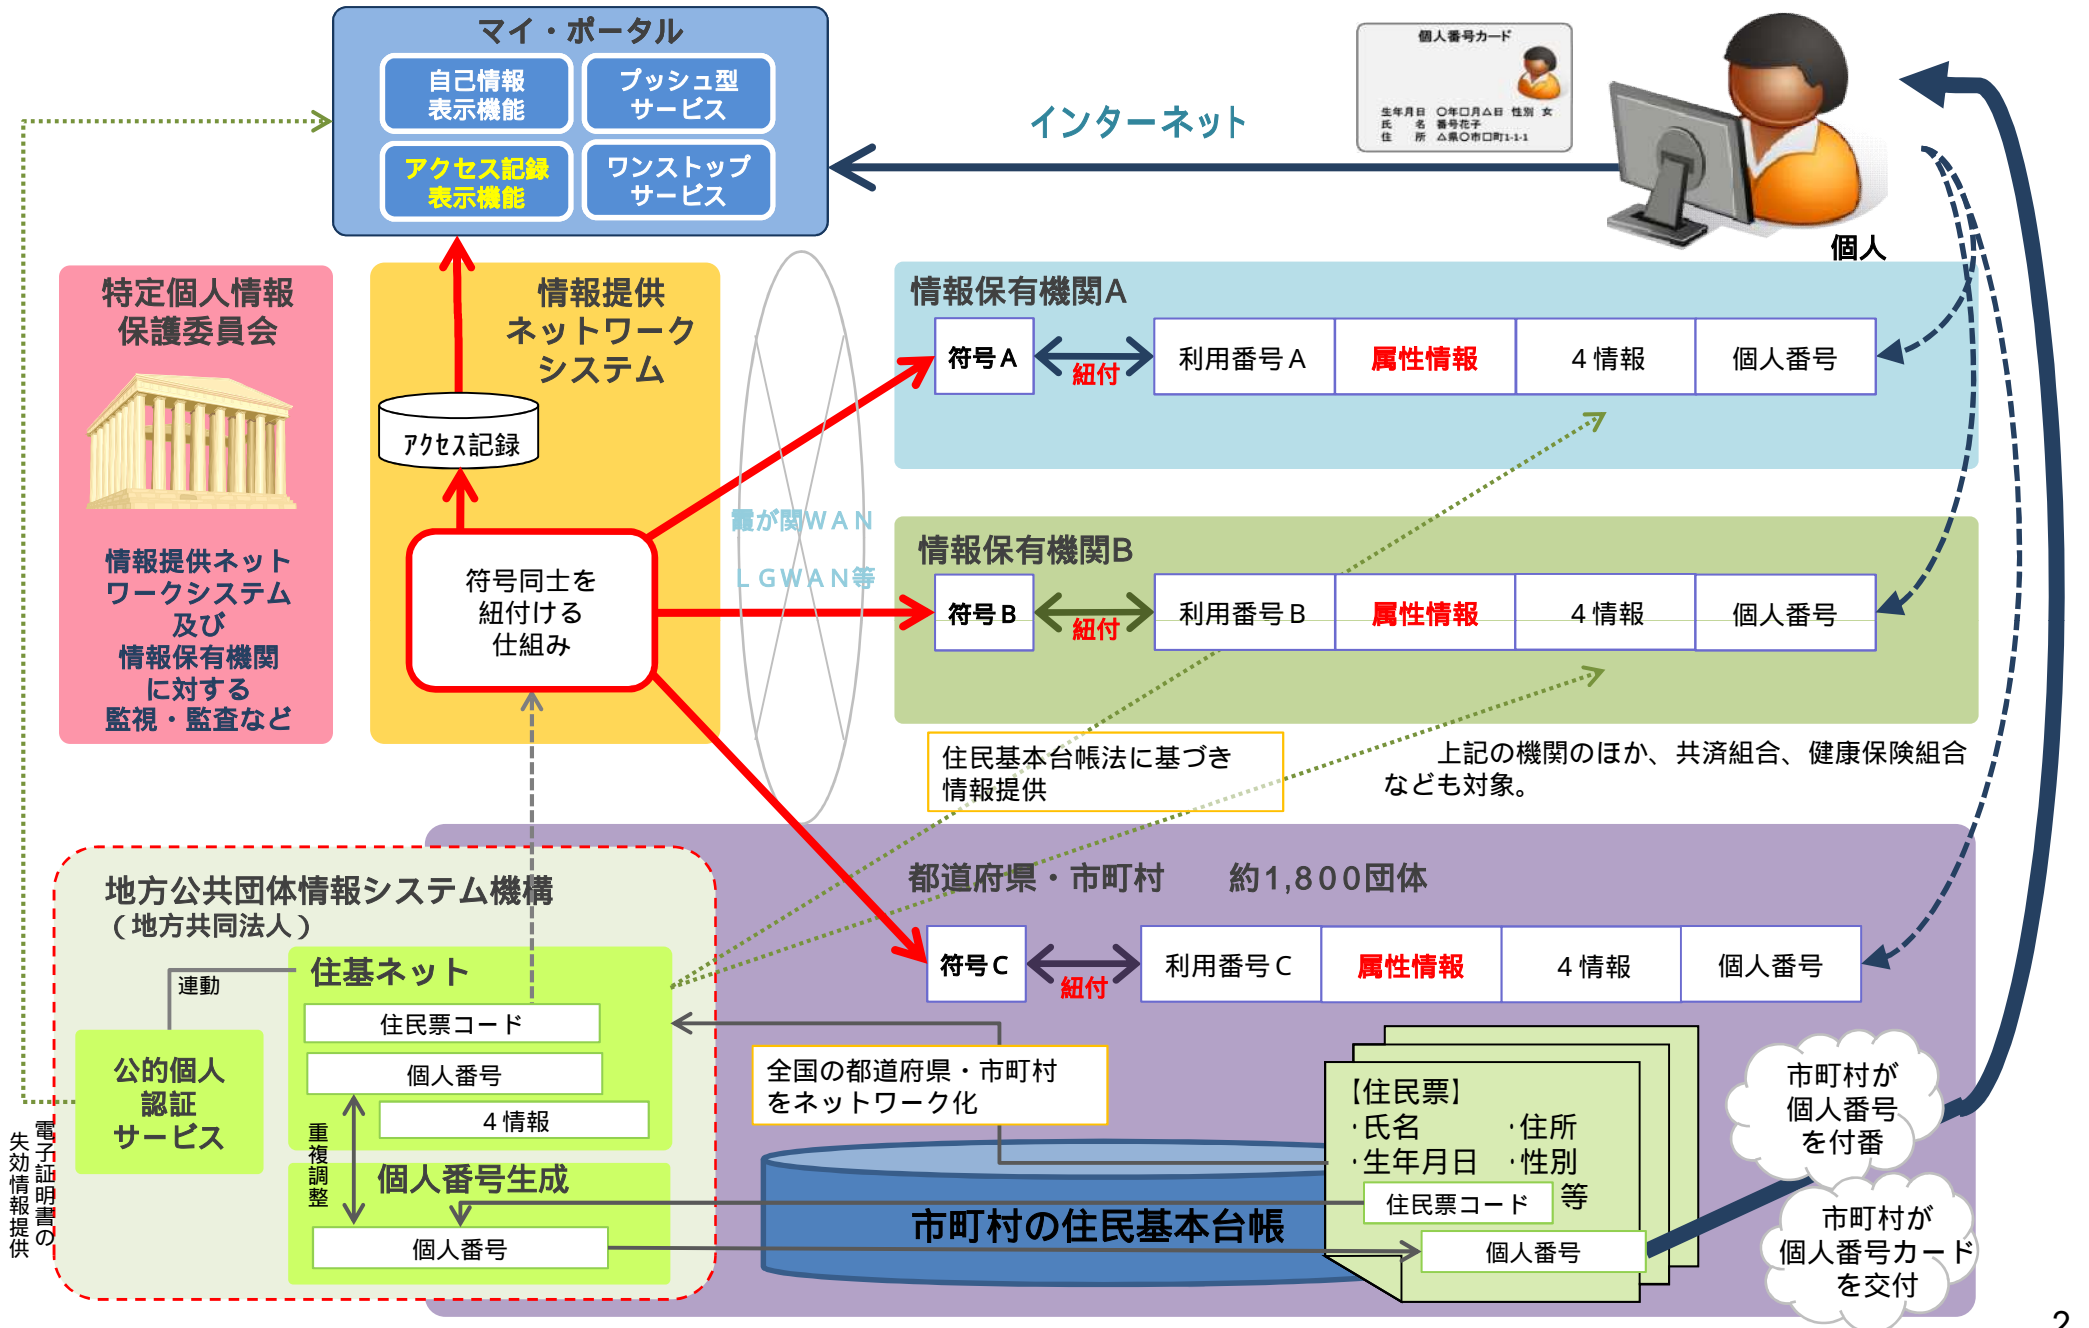 マイ・ポータル
自己情報
表示機能
プッシュ型
サービス
アクセス記録
表示機能
ワンストップ
サービス
インターネット
個人番号カード
生年月日 〇年□月△日 性別 女
氏 名 番号花子
住 所 △県〇市□町1-1-1
個人
特定個人情報
保護委員会
情報提供ネット
ワークシステム
及び
情報保有機関
に対する
監視・監査など
情報提供
ネットワーク
システム
アクセス記録
符号同士を
紐付ける
仕組み
霞が関WAN
LGWAN等
情報保有機関A
符号A
紐付
利用番号A
属性情報
4情報
個人番号
情報保有機関B
符号B
紐付
利用番号B
属性情報
4情報
個人番号
住民基本台帳法に基づき
情報提供
上記の機関のほか、共済組合、健康保険組合
なども対象。
都道府県・市町村 約1,800団体
符号C
紐付
利用番号C
属性情報
4情報
個人番号
地方公共団体情報システム機構
(地方共同法人)
住基ネット
連動
住民票コード
個人番号
4情報
公的個人
認証
サービス
重複調整
個人番号生成
個人番号
電子証明書の
失効情報提供
全国の都道府県・市町村
をネットワーク化
市町村の住民基本台帳
【住民票】
・氏名 ・住所
・生年月日 ・性別
住民票コード 等
個人番号
市町村が
個人番号
を付番
市町村が
個人番号カード
を交付
2